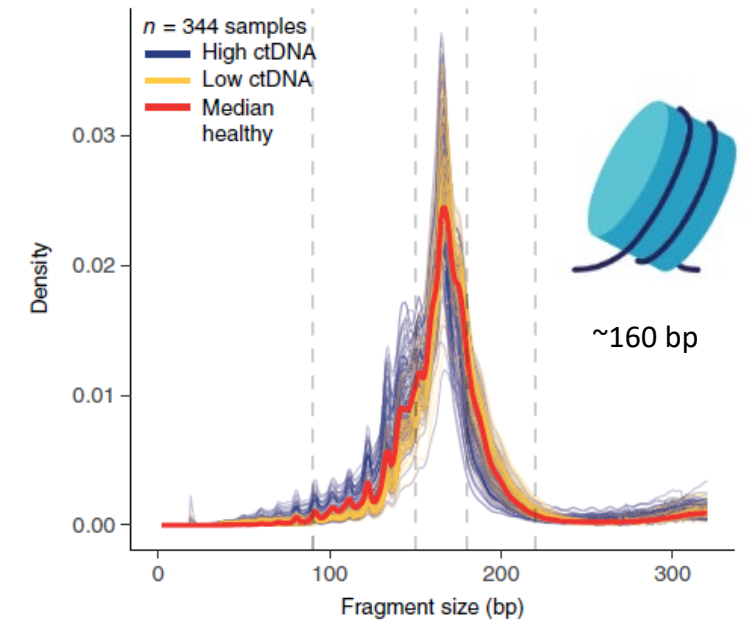 n = 344 samples
High ctDNA
Low ctDNA
Median
healthy
0.03
0.02
0.01
0.00
Density
0
100
200
300
Fragment size (bp)
~160 bp